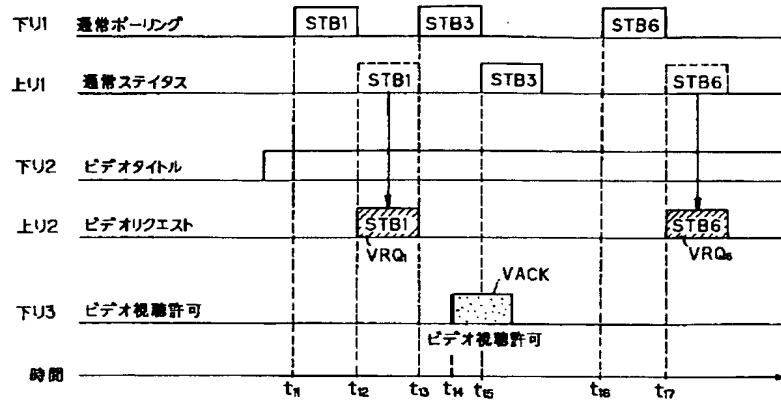 下り1 通常ポーリング STB1 STB3 STB6
上り1 通常ステイタス STB1 STB3 STB6
下り2 ビデオタイトル
上り2 ビデオリクエスト STB1 STB6
VRQ₁ VRQ₆
VACK
下り3 ビデオ視聴許可
ビデオ視聴許可
時間 t₁₁ t₁₂ t₁₃ t₁₄ t₁₅ t₁₆ t₁₇